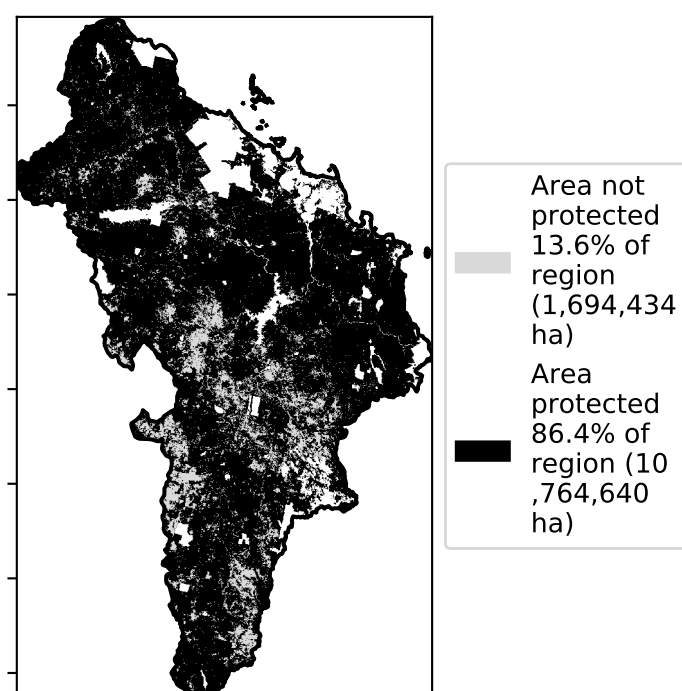 Area not
protected
13.6% of
region
(1,694,434
ha)
Area
protected
86.4% of
region (10
,764,640
ha)